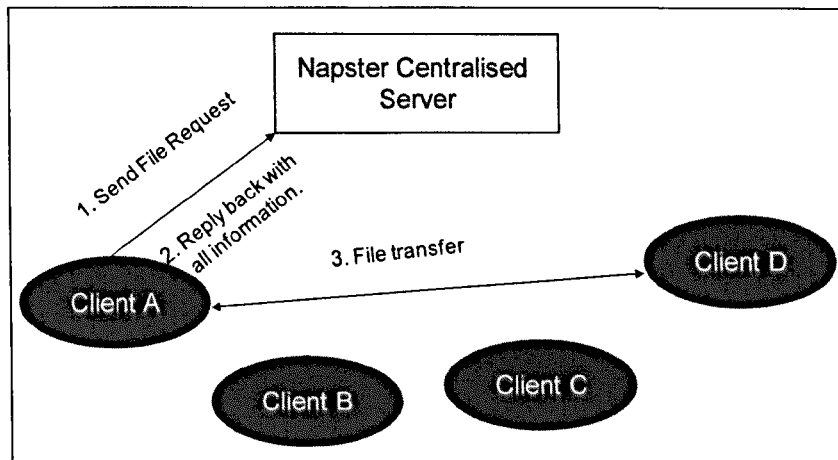 Napster Centralised
Server
1. Send File Request
2. Reply back with
all information.
3. File transfer
Client D
Client A
Client C
Client B